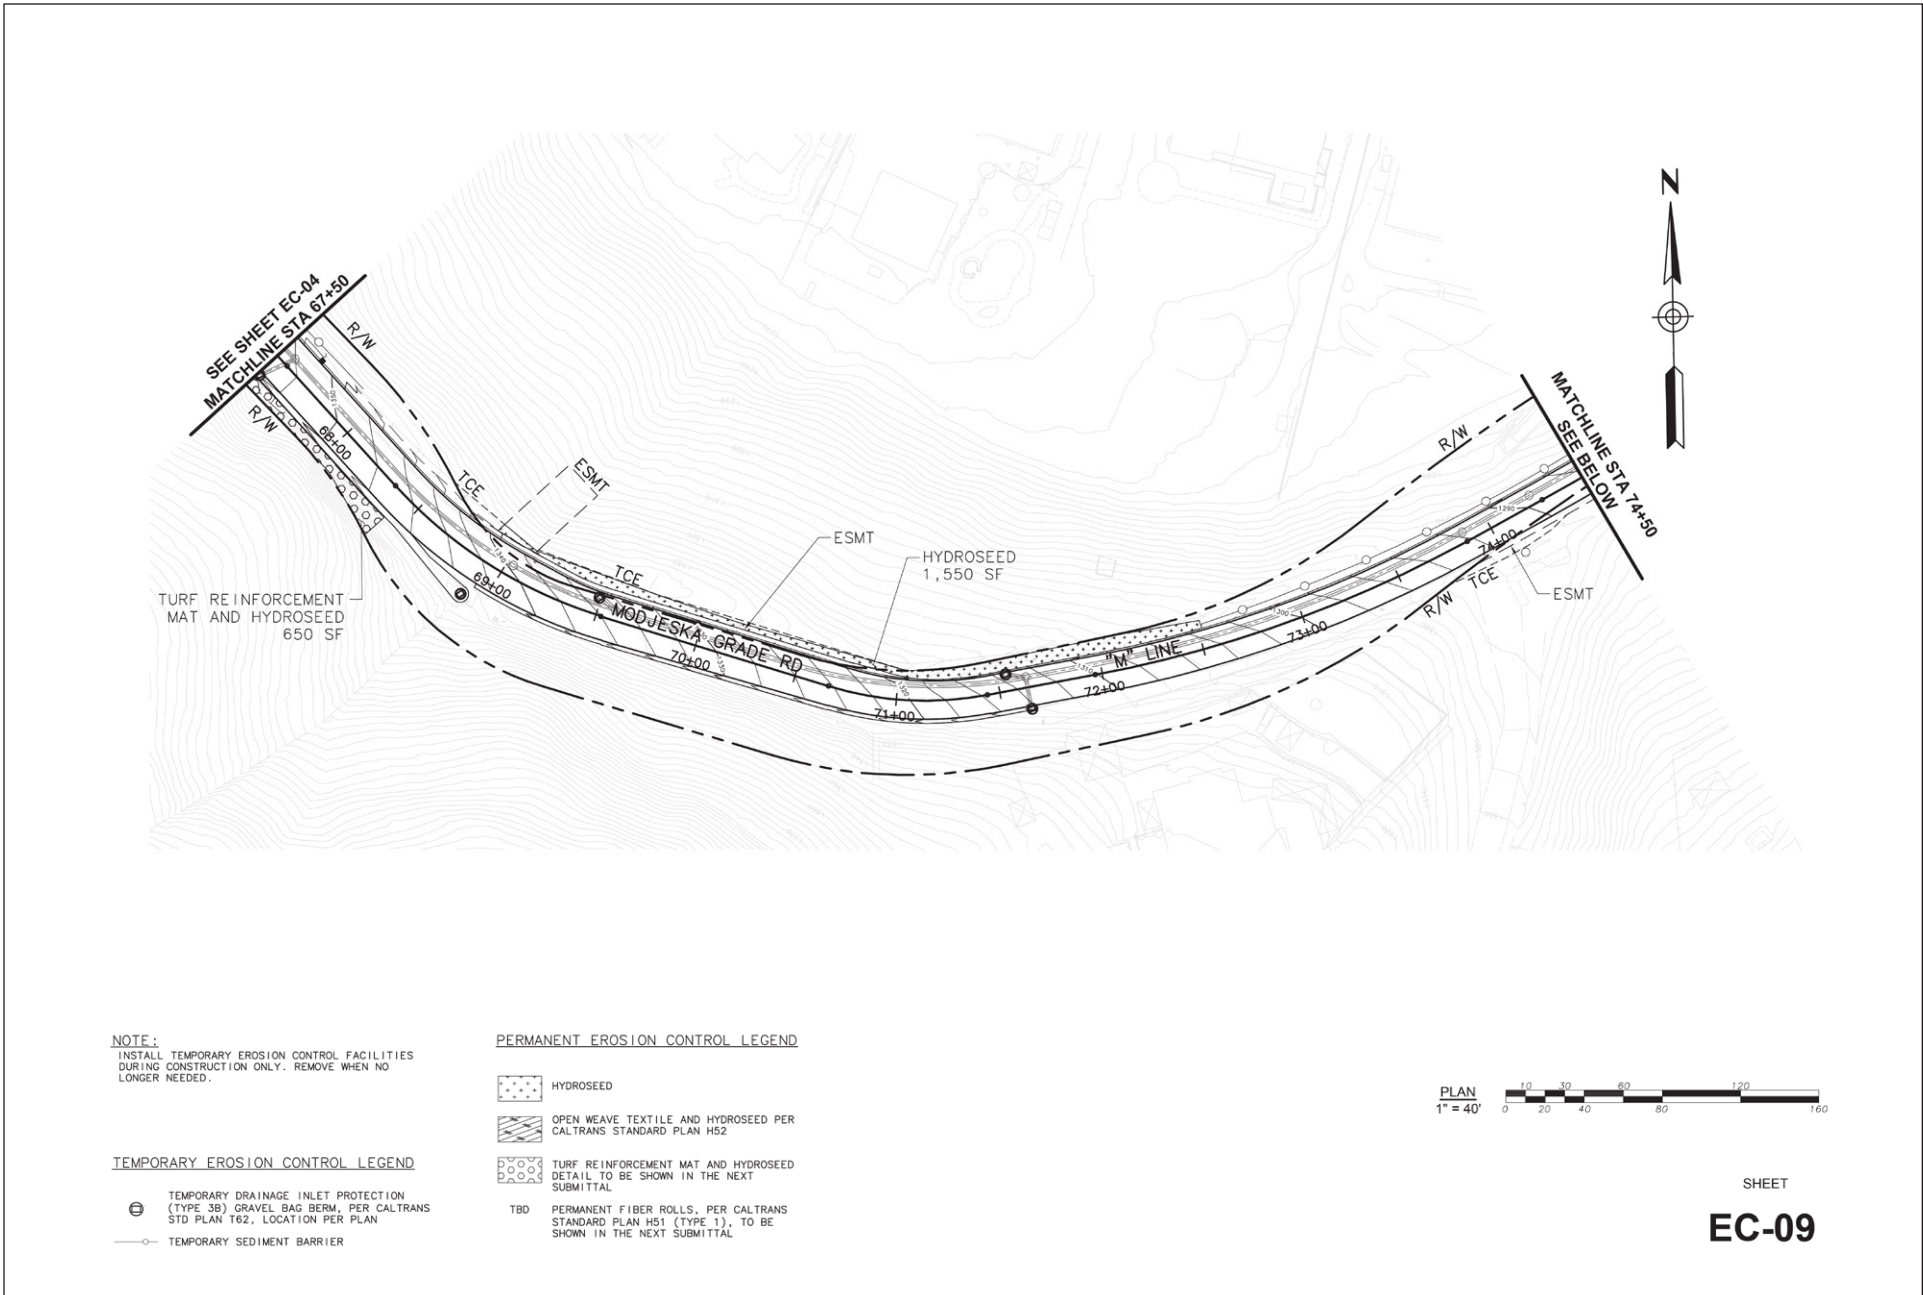 N
SEE SHEET EC-04
MATCHLINE STA 67+50
R/W
R/W
68+00
1350
TCE
ESMT
1340
69+00
TCE
ESMT
HYDROSEED
1,550 SF
TURF REINFORCEMENT
MAT AND HYDROSEED
650 SF
MODJESKA GRADE RD
70+00
1330
1320
71+00
1310
"M" LINE
72+00
1300
73+00
R/W
TCE
R/W
1290
74+00
ESMT
MATCHLINE STA 74+50
SEE BELOW
NOTE:
INSTALL TEMPORARY EROSION CONTROL FACILITIES
DURING CONSTRUCTION ONLY. REMOVE WHEN NO
LONGER NEEDED.
TEMPORARY EROSION CONTROL LEGEND
TEMPORARY DRAINAGE INLET PROTECTION
(TYPE 3B) GRAVEL BAG BERM, PER CALTRANS
STD PLAN T62, LOCATION PER PLAN
TEMPORARY SEDIMENT BARRIER
PERMANENT EROSION CONTROL LEGEND
HYDROSEED
OPEN WEAVE TEXTILE AND HYDROSEED PER
CALTRANS STANDARD PLAN H52
TURF REINFORCEMENT MAT AND HYDROSEED
DETAIL TO BE SHOWN IN THE NEXT
SUBMITTAL
TBD PERMANENT FIBER ROLLS, PER CALTRANS
STANDARD PLAN H51 (TYPE 1), TO BE
SHOWN IN THE NEXT SUBMITTAL
PLAN
1" = 40'
10 30 60 120
0 20 40 80 160
SHEET
EC-09